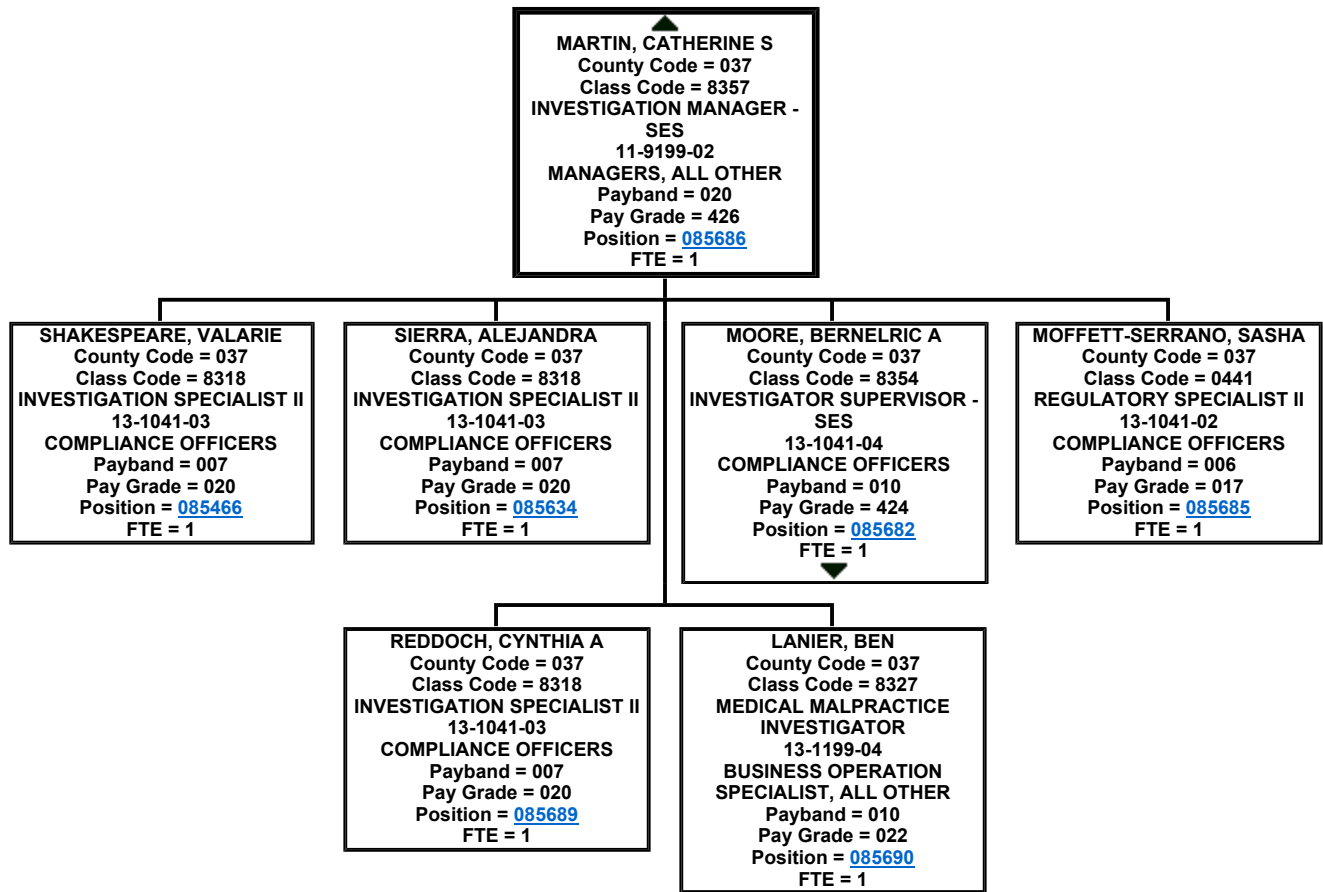 MARTIN, CATHERINE S
County Code = 037
Class Code = 8357
INVESTIGATION MANAGER -
SES
11-9199-02
MANAGERS, ALL OTHER
Payband = 020
Pay Grade = 426
Position = 085686
FTE = 1
SHAKESPEARE, VALARIE
County Code = 037
Class Code = 8318
INVESTIGATION SPECIALIST II
13-1041-03
COMPLIANCE OFFICERS
Payband = 007
Pay Grade = 020
Position = 085466
FTE = 1
SIERRA, ALEJANDRA
County Code = 037
Class Code = 8318
INVESTIGATION SPECIALIST II
13-1041-03
COMPLIANCE OFFICERS
Payband = 007
Pay Grade = 020
Position = 085634
FTE = 1
MOORE, BERNELRIC A
County Code = 037
Class Code = 8354
INVESTIGATOR SUPERVISOR -
SES
13-1041-04
COMPLIANCE OFFICERS
Payband = 010
Pay Grade = 424
Position = 085682
FTE = 1
MOFFETT-SERRANO, SASHA
County Code = 037
Class Code = 0441
REGULATORY SPECIALIST II
13-1041-02
COMPLIANCE OFFICERS
Payband = 006
Pay Grade = 017
Position = 085685
FTE = 1
REDDOCH, CYNTHIA A
County Code = 037
Class Code = 8318
INVESTIGATION SPECIALIST II
13-1041-03
COMPLIANCE OFFICERS
Payband = 007
Pay Grade = 020
Position = 085689
FTE = 1
LANIER, BEN
County Code = 037
Class Code = 8327
MEDICAL MALPRACTICE
INVESTIGATOR
13-1199-04
BUSINESS OPERATION
SPECIALIST, ALL OTHER
Payband = 010
Pay Grade = 022
Position = 085690
FTE = 1